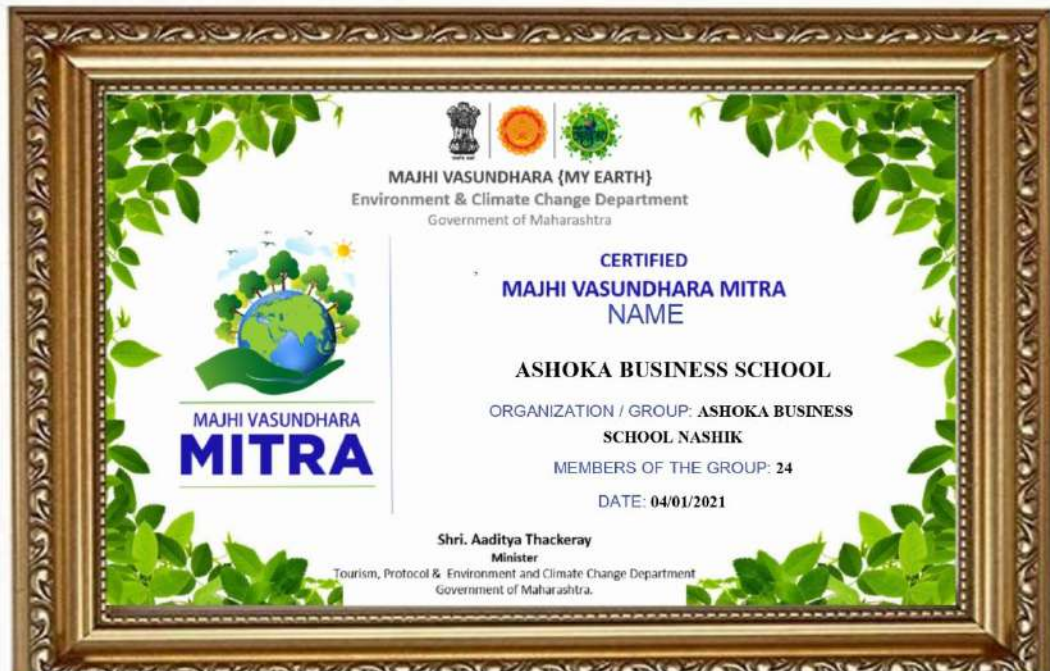 MAJHI VASUNDHARA {MY EARTH}
Environment & Climate Change Department
Government of Maharashtra
CERTIFIED
MAJHI VASUNDHARA MITRA
NAME
ASHOKA BUSINESS SCHOOL
ORGANIZATION / GROUP: ASHOKA BUSINESS
SCHOOL NASHIK
MEMBERS OF THE GROUP: 24
DATE: 04/01/2021
MAJHI VASUNDHARA
MITRA
Shri. Aaditya Thackeray
Minister
Tourism, Protocol & Environment and Climate Change Department
Government of Maharashtra.